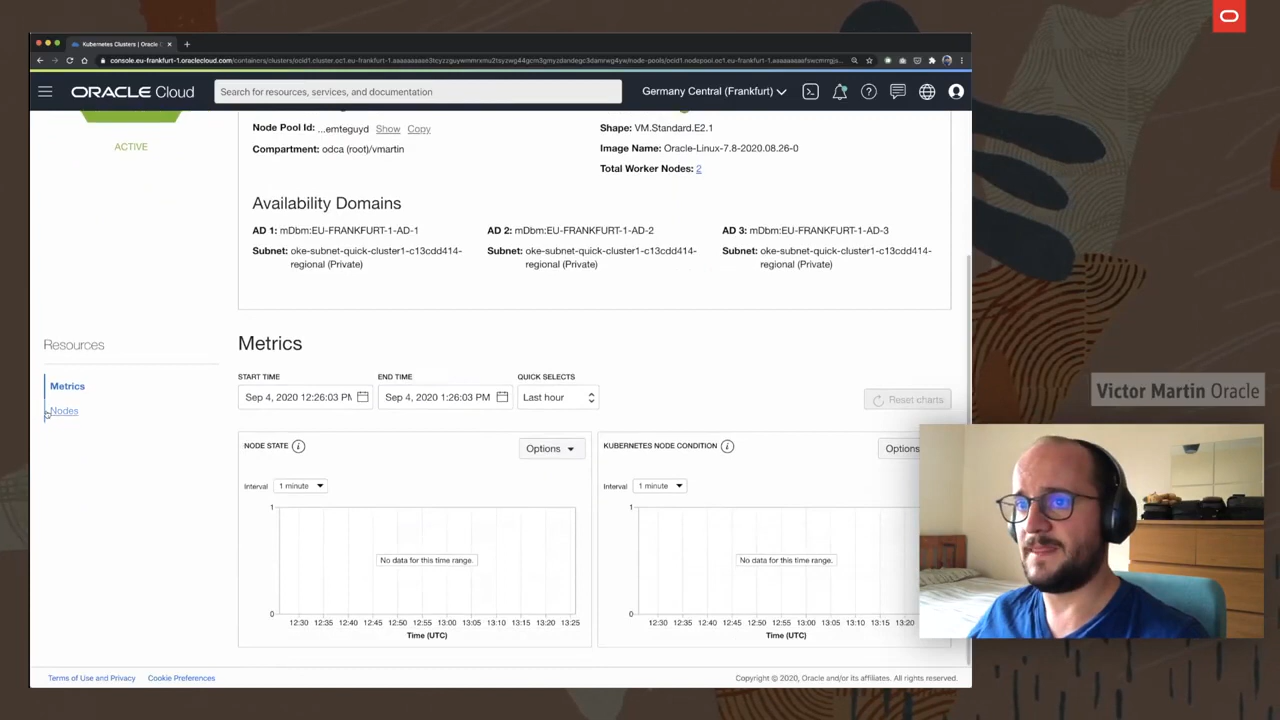 Kubernetes Clusters | Oracle
console.eu-frankfurt-1.oraclecloud.com/containers/clusters/
ORACLE Cloud
Search for resources, services, and documentation
Germany Central (Frankfurt)
ACTIVE
Node Pool Id: ...emteguyd Show Copy
Compartment: odca (root)/vmartin
Shape: VM.Standard.E2.1
Image Name: Oracle-Linux-7.8-2020.08.26-0
Total Worker Nodes: 2
Availability Domains
AD 1: mDbm:EU-FRANKFURT-1-AD-1
Subnet: oke-subnet-quick-cluster1-c13cdd414-
regional (Private)
AD 2: mDbm:EU-FRANKFURT-1-AD-2
Subnet: oke-subnet-quick-cluster1-c13cdd414-
regional (Private)
AD 3: mDbm:EU-FRANKFURT-1-AD-3
Subnet: oke-subnet-quick-cluster1-c13cdd414-
regional (Private)
Resources
Metrics
Nodes
Metrics
START TIME
Sep 4, 2020 12:26:03 PM
END TIME
Sep 4, 2020 1:26:03 PM
QUICK SELECTS
Last hour
Reset charts
NODE STATE
Options
Interval 1 minute
1
No data for this time range.
0
12:30 12:35 12:40 12:45 12:50 12:55 13:00 13:05 13:10 13:15 13:20 13:25
Time (UTC)
KUBERNETES NODE CONDITION
Options
Interval 1 minute
1
No data for this time range.
0
12:30 12:35 12:40 12:45 12:50 12:55 13:00 13:05 13:10 13:15 13:20
Time (UTC)
Victor Martin Oracle
Terms of Use and Privacy Cookie Preferences
Copyright © 2020, Oracle and/or its affiliates. All rights reserved.